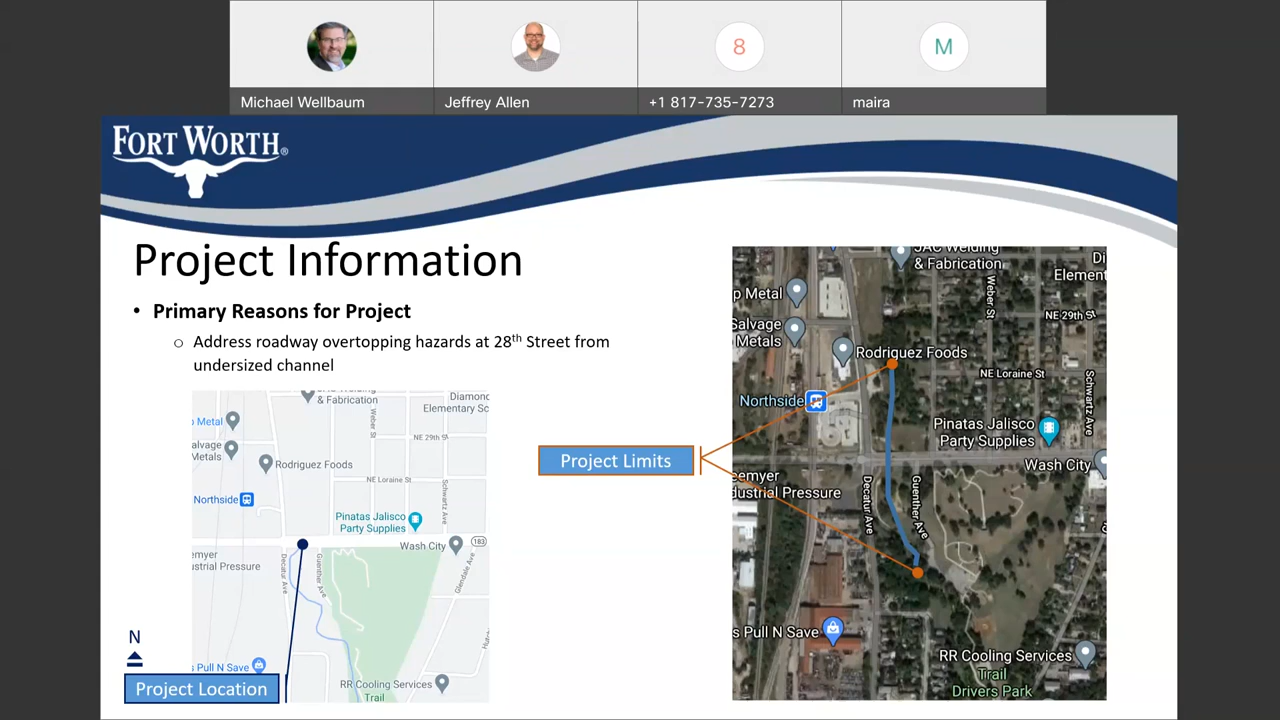 Michael Wellbaum
Jeffrey Allen
8
+1 817-735-7273
M
maira
FORT WORTH®
Project Information
• Primary Reasons for Project
o Address roadway overtopping hazards at 28th Street from
undersized channel
& Fabrication
Diamond
Elementary Sc
p Metal
Weber St
alvage
Metals
NE 29th St
Rodriguez Foods
NE Loraine St
Northside
Schwartz Ave
Pinatas Jalisco
Party Supplies
Wash City
183
emyer
ustrial Pressure
Decatur Ave
Guenther Ave
Glendale Ave
N
s Pull N Save
RR Cooling Services
Trail
Project Location
Project Limits
J&C Welding
& Fabrication
Di
Element
Weber St
p Metal
NE 29th St
Salvage
Metals
Rodriguez Foods
NE Loraine St
Schwartz Ave
Northside
Pinatas Jalisco
Party Supplies
Wash City
eemyer
dustrial Pressure
Decatur Ave
Guenther Ave
s Pull N Save
RR Cooling Services
Trail
Drivers Park